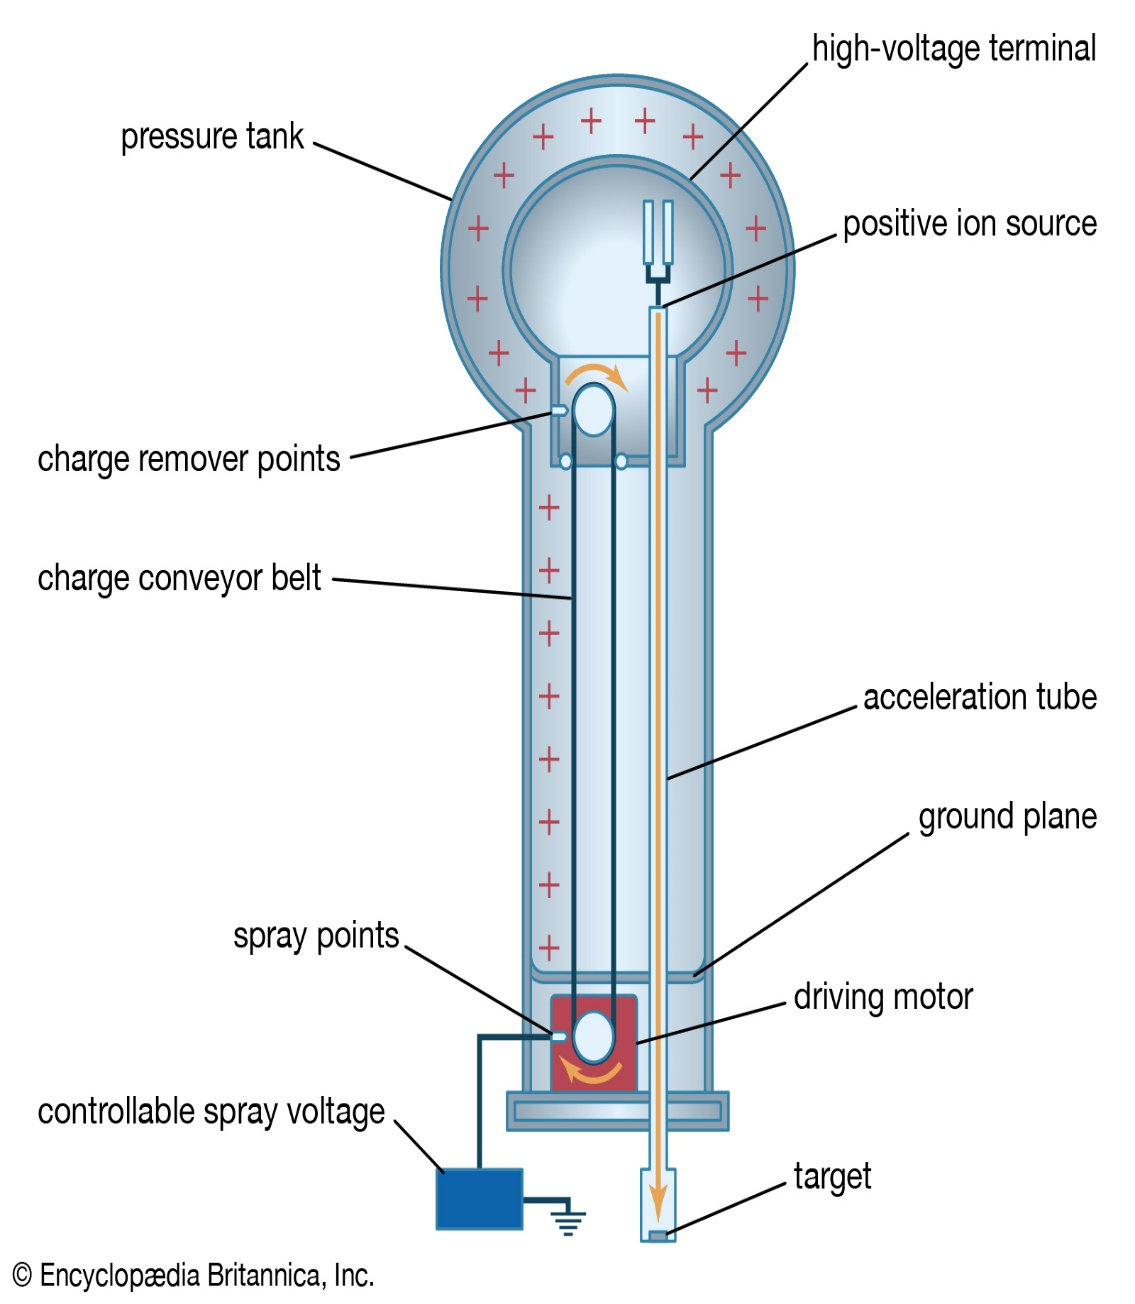 high-voltage terminal
pressure tank
positive ion source
charge remover points
charge conveyor belt
acceleration tube
ground plane
spray points
driving motor
controllable spray voltage
target
© Encyclopædia Britannica, Inc.